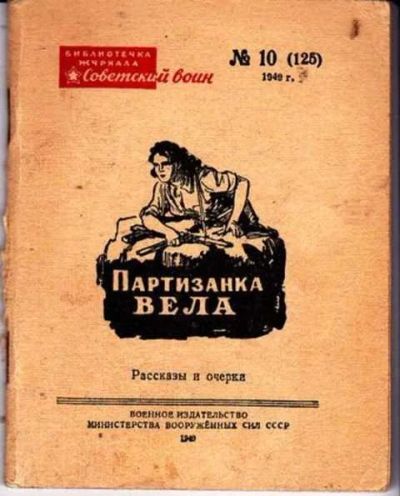 БИБЛИОТЕЧКА
ЖУРНАЛА
Советский воин
№ 10 (125)
1949 г.
ПАРТИЗАНКА
ВЕЛА
Рассказы и очерки
ВОЕННОЕ ИЗДАТЕЛЬСТВО
МИНИСТЕРСТВА ВООРУЖЁННЫХ СИЛ СССР
1949